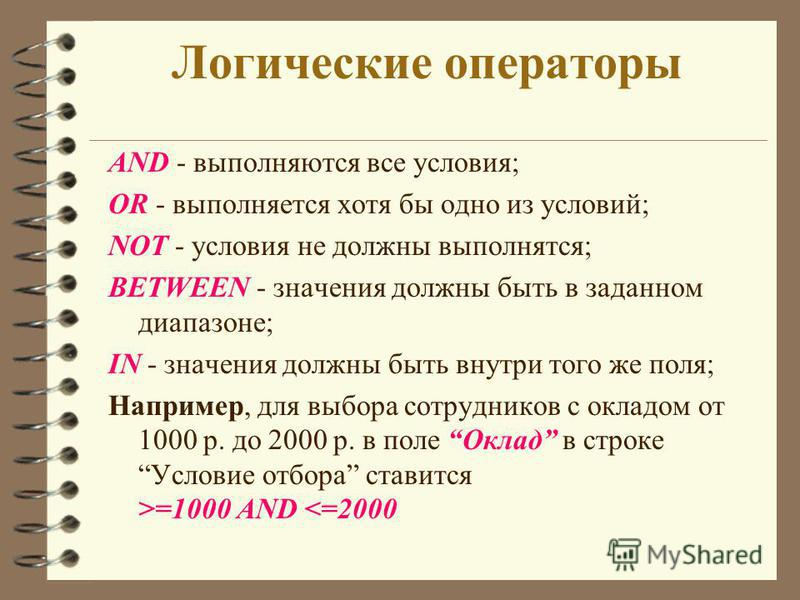 Логические операторы
AND - выполняются все условия;
OR - выполняется хотя бы одно из условий;
NOT - условия не должны выполнятся;
BETWEEN - значения должны быть в заданном
диапазоне;
IN - значения должны быть внутри того же поля;
Например, для выбора сотрудников с окладом от
1000 р. до 2000 р. в поле “Оклад” в строке
“Условие отбора” ставится
>=1000 AND <=2000
MyShared